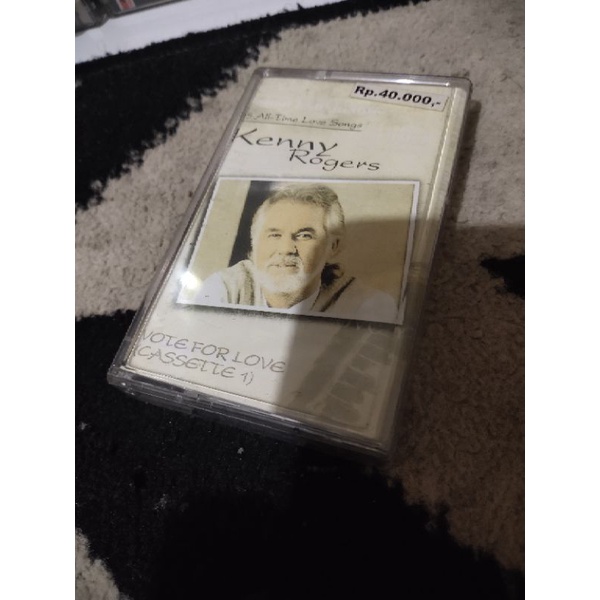 Rp.40.000,-
All-Time Love Songs
Kenny
Rogers
VOTE FOR LOVE
(CASSETTE 1)